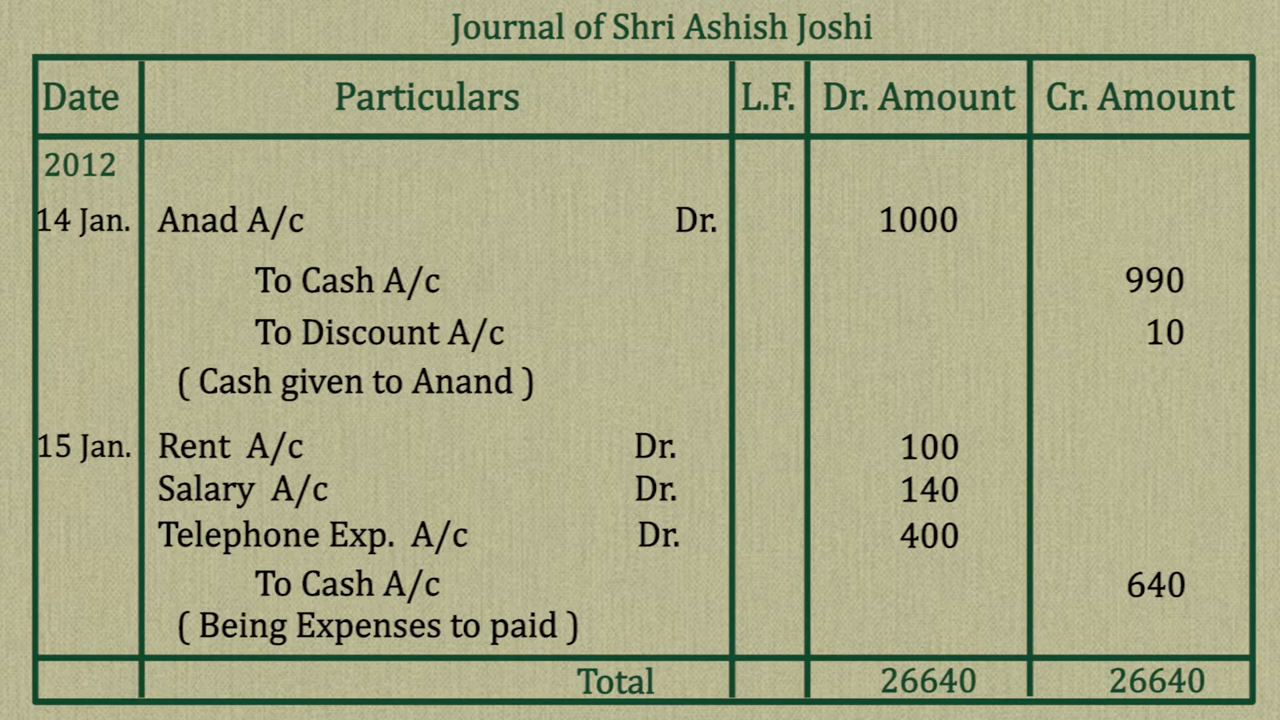 Journal of Shri Ashish Joshi
Date Particulars L.F. Dr. Amount Cr. Amount
2012
14 Jan. Anad A/c Dr. 1000
To Cash A/c 990
To Discount A/c 10
( Cash given to Anand )
15 Jan. Rent A/c Dr. 100
Salary A/c Dr. 140
Telephone Exp. A/c Dr. 400
To Cash A/c 640
( Being Expenses to paid )
Total 26640 26640